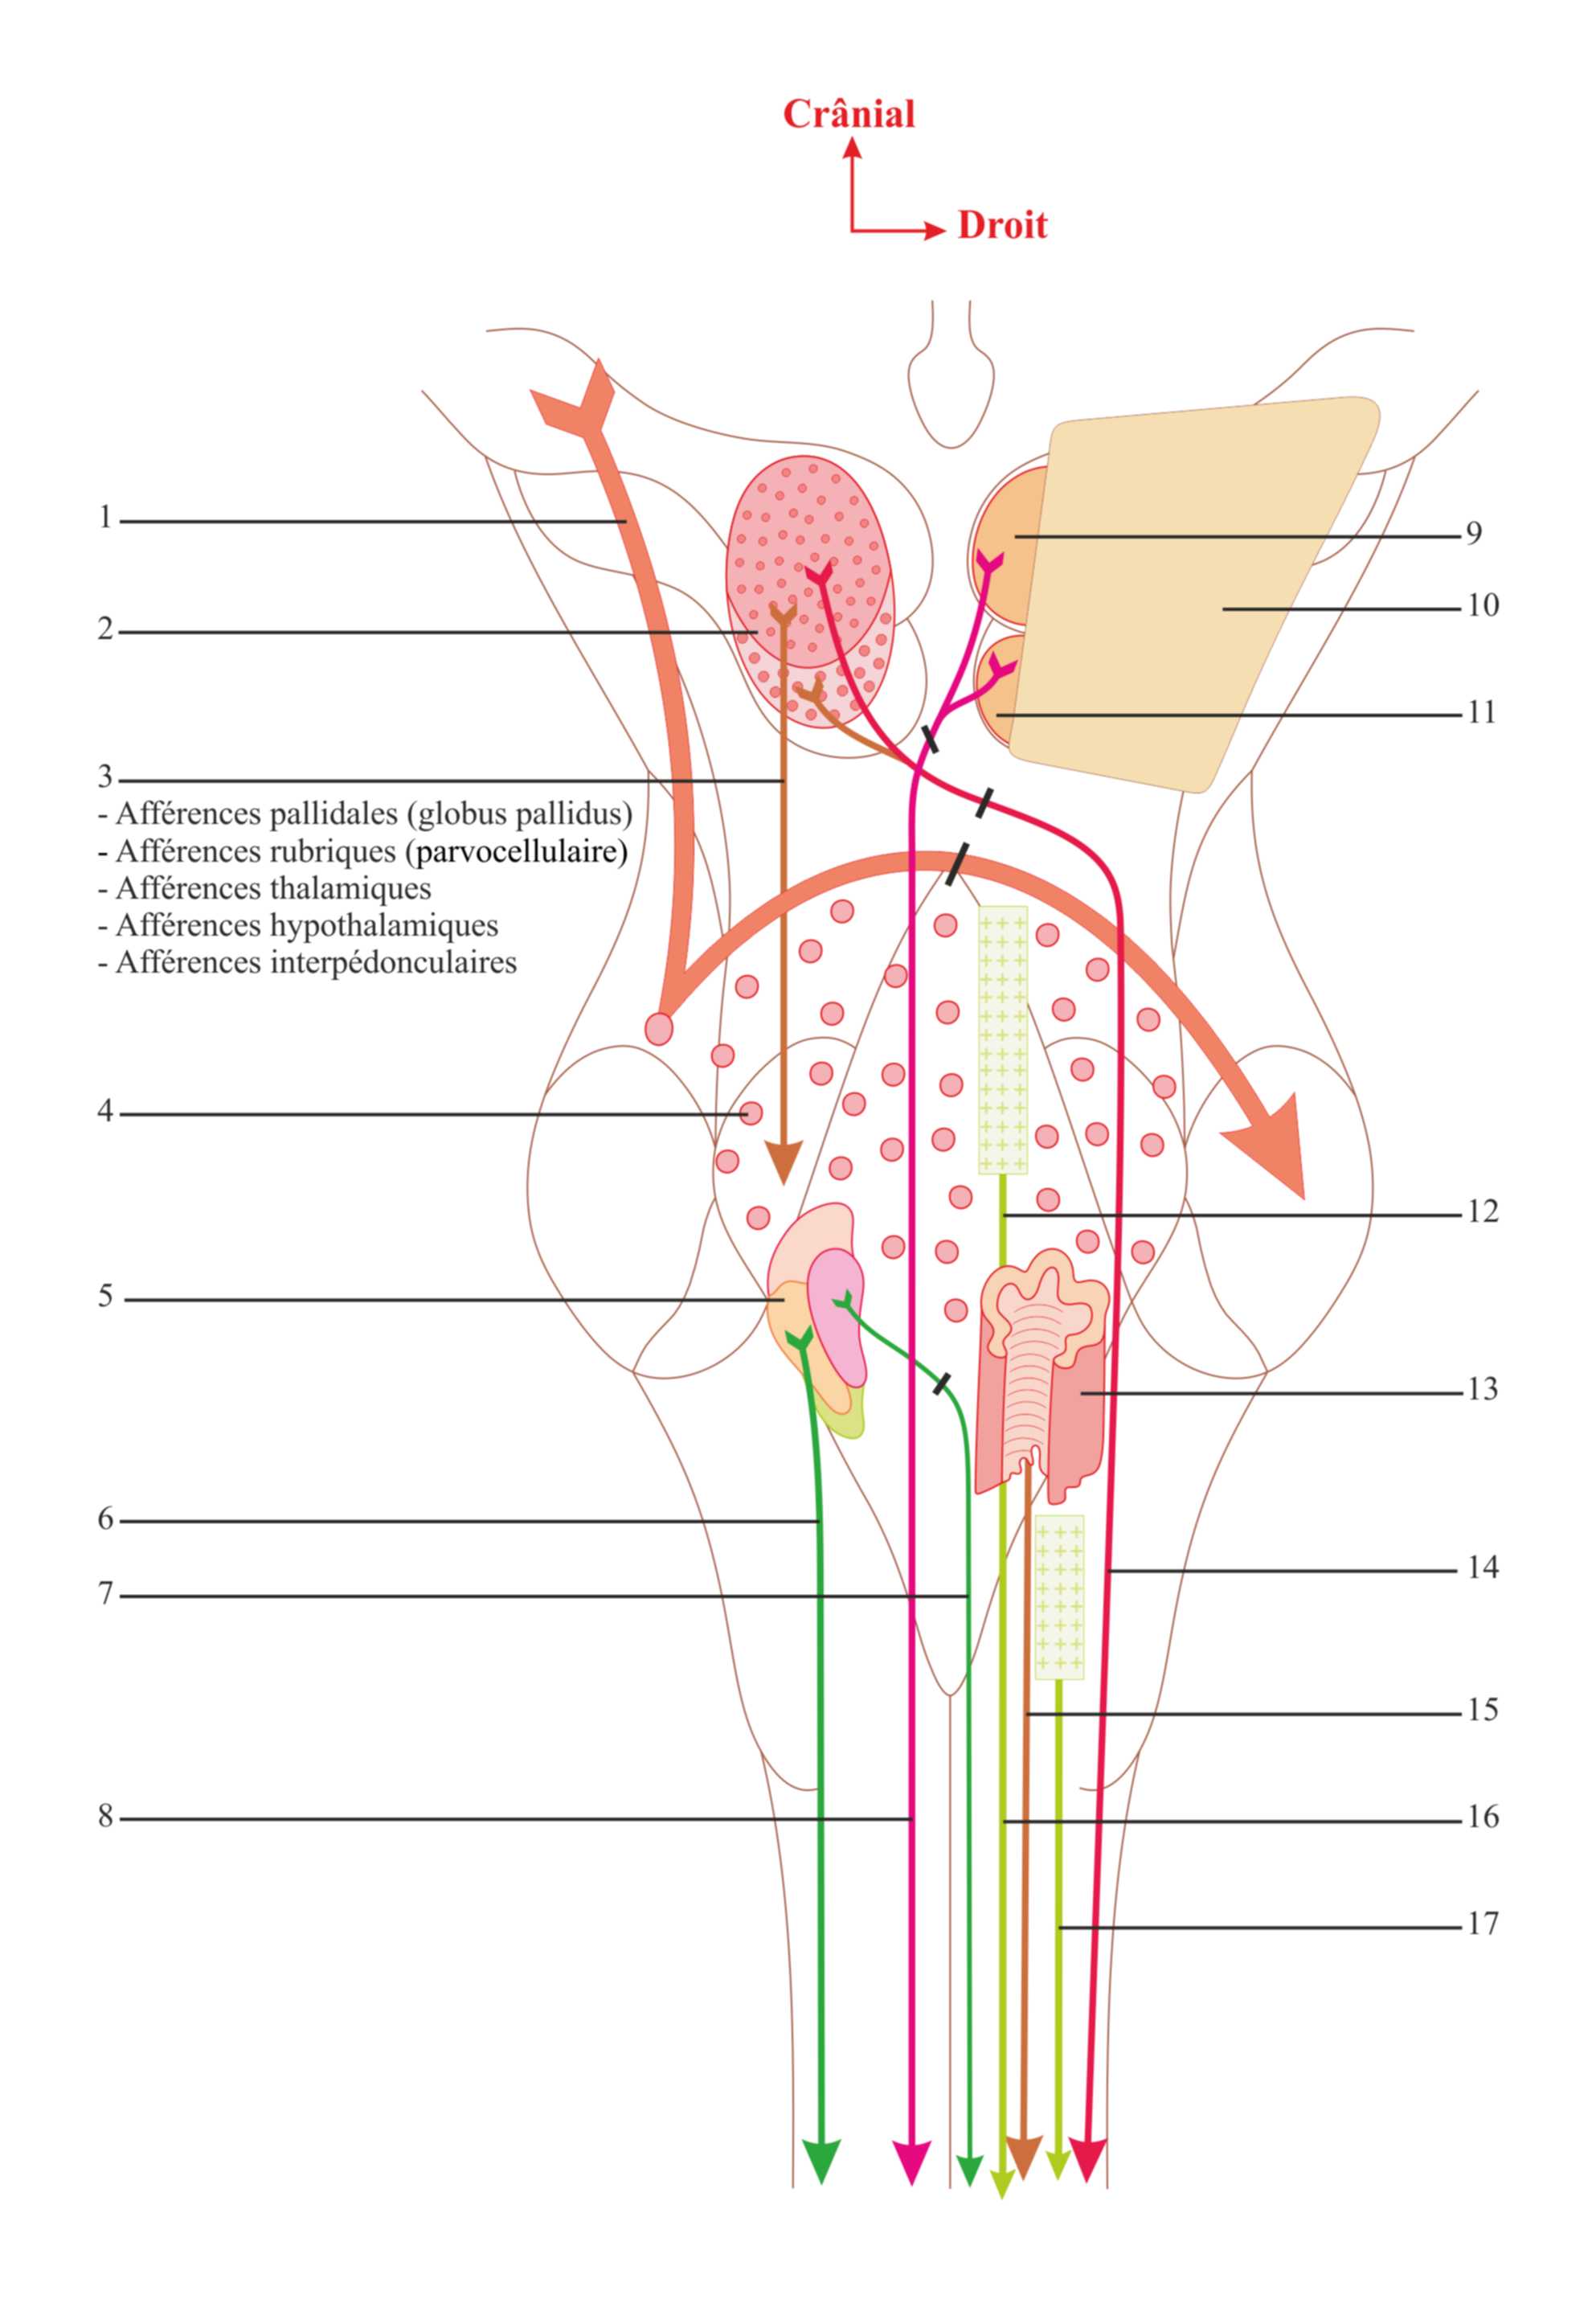 Crânial
Droit
1
2
3
- Afférences pallidales (globus pallidus)
- Afférences rubriques (parvocellulaire)
- Afférences thalamiques
- Afférences hypothalamiques
- Afférences interpédonculaires
4
5
6
7
8
9
10
11
12
13
14
15
16
17